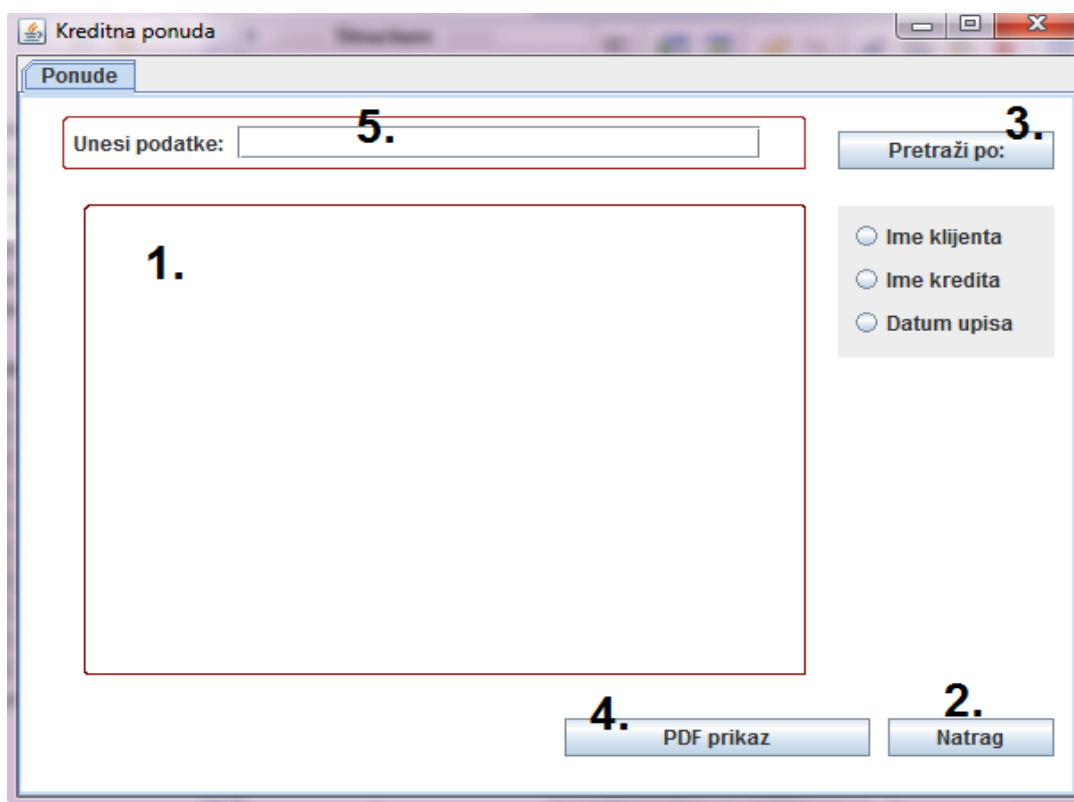 Kreditna ponuda
Ponude
5.
3.
Unesi podatke:
Pretraži po:
1.
Ime klijenta
Ime kredita
Datum upisa
4.
2.
PDF prikaz
Natrag